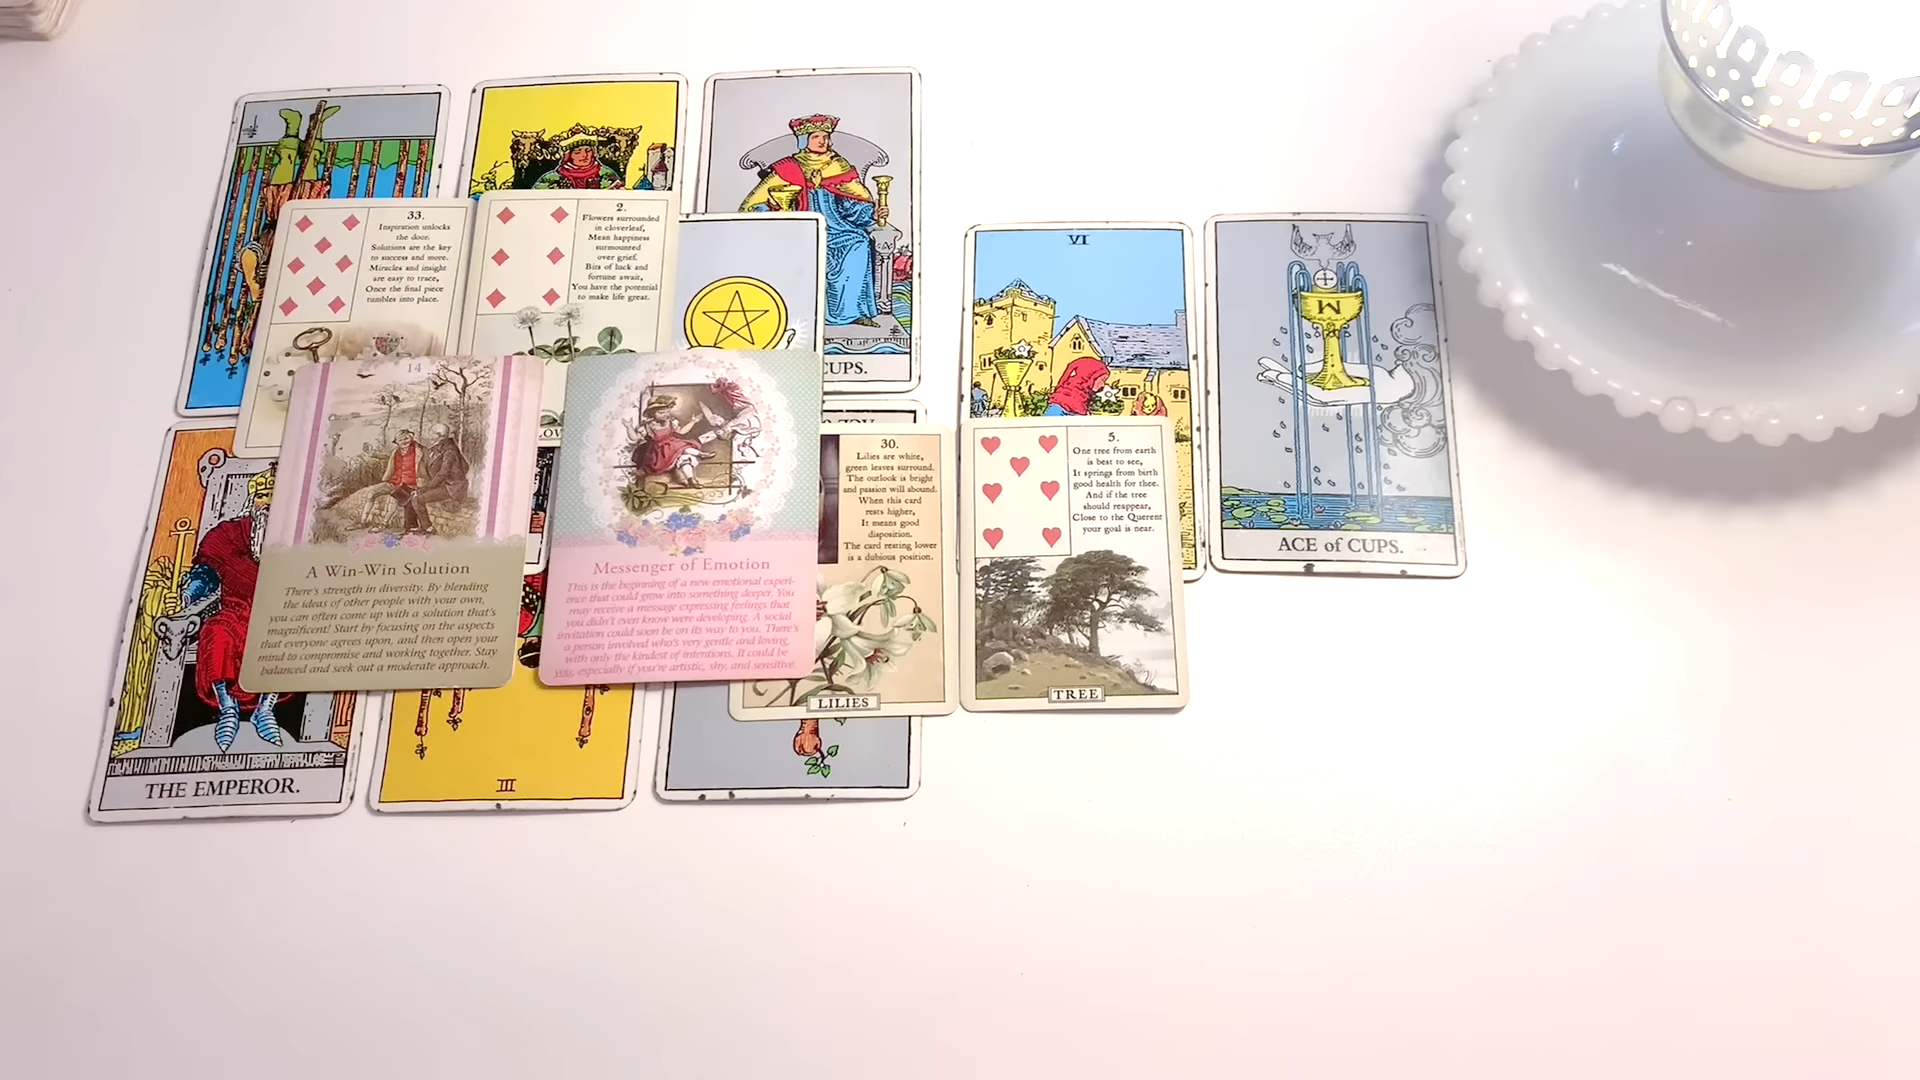 33.
Inspiration unlocks
the door.
Solutions are the key
to success and more.
Miracles and insight
are easy to trace,
Once the final piece
tumbles into place.
2.
Flowers surrounded
in cloverleaf,
Mean happiness
surmounted
over grief.
Bits of luck and
fortune await,
You have the potential
to make life great.
CUPS.
VI
ACE of CUPS.
14
A Win-Win Solution
There's strength in diversity. By blending
the ideas of other people with your own,
you can often come up with a solution that's
magnificent! Start by focusing on the aspects
that everyone agrees upon, and then open your
mind to compromise and working together. Stay
balanced and seek out a moderate approach.
Messenger of Emotion
This is the beginning of a new emotional experi-
ence that could grow into something deeper. You
may receive a message expressing feelings that
you didn't even know were developing. A social
invitation could soon be on its way to you. There's
a person involved who's very gentle and loving,
with only the kindest of intentions. It could be
you, especially if you're artistic, shy, and sensitive.
30.
Lilies are white,
green leaves surround.
The outlook is bright
and passion will abound.
When this card
rests higher,
It means good
disposition.
The card resting lower
is a dubious position.
LILIES
5.
One tree from earth
is best to see,
It springs from birth
good health for thee.
And if the tree
should reappear,
Close to the Querent
your goal is near.
TREE
THE EMPEROR.
III